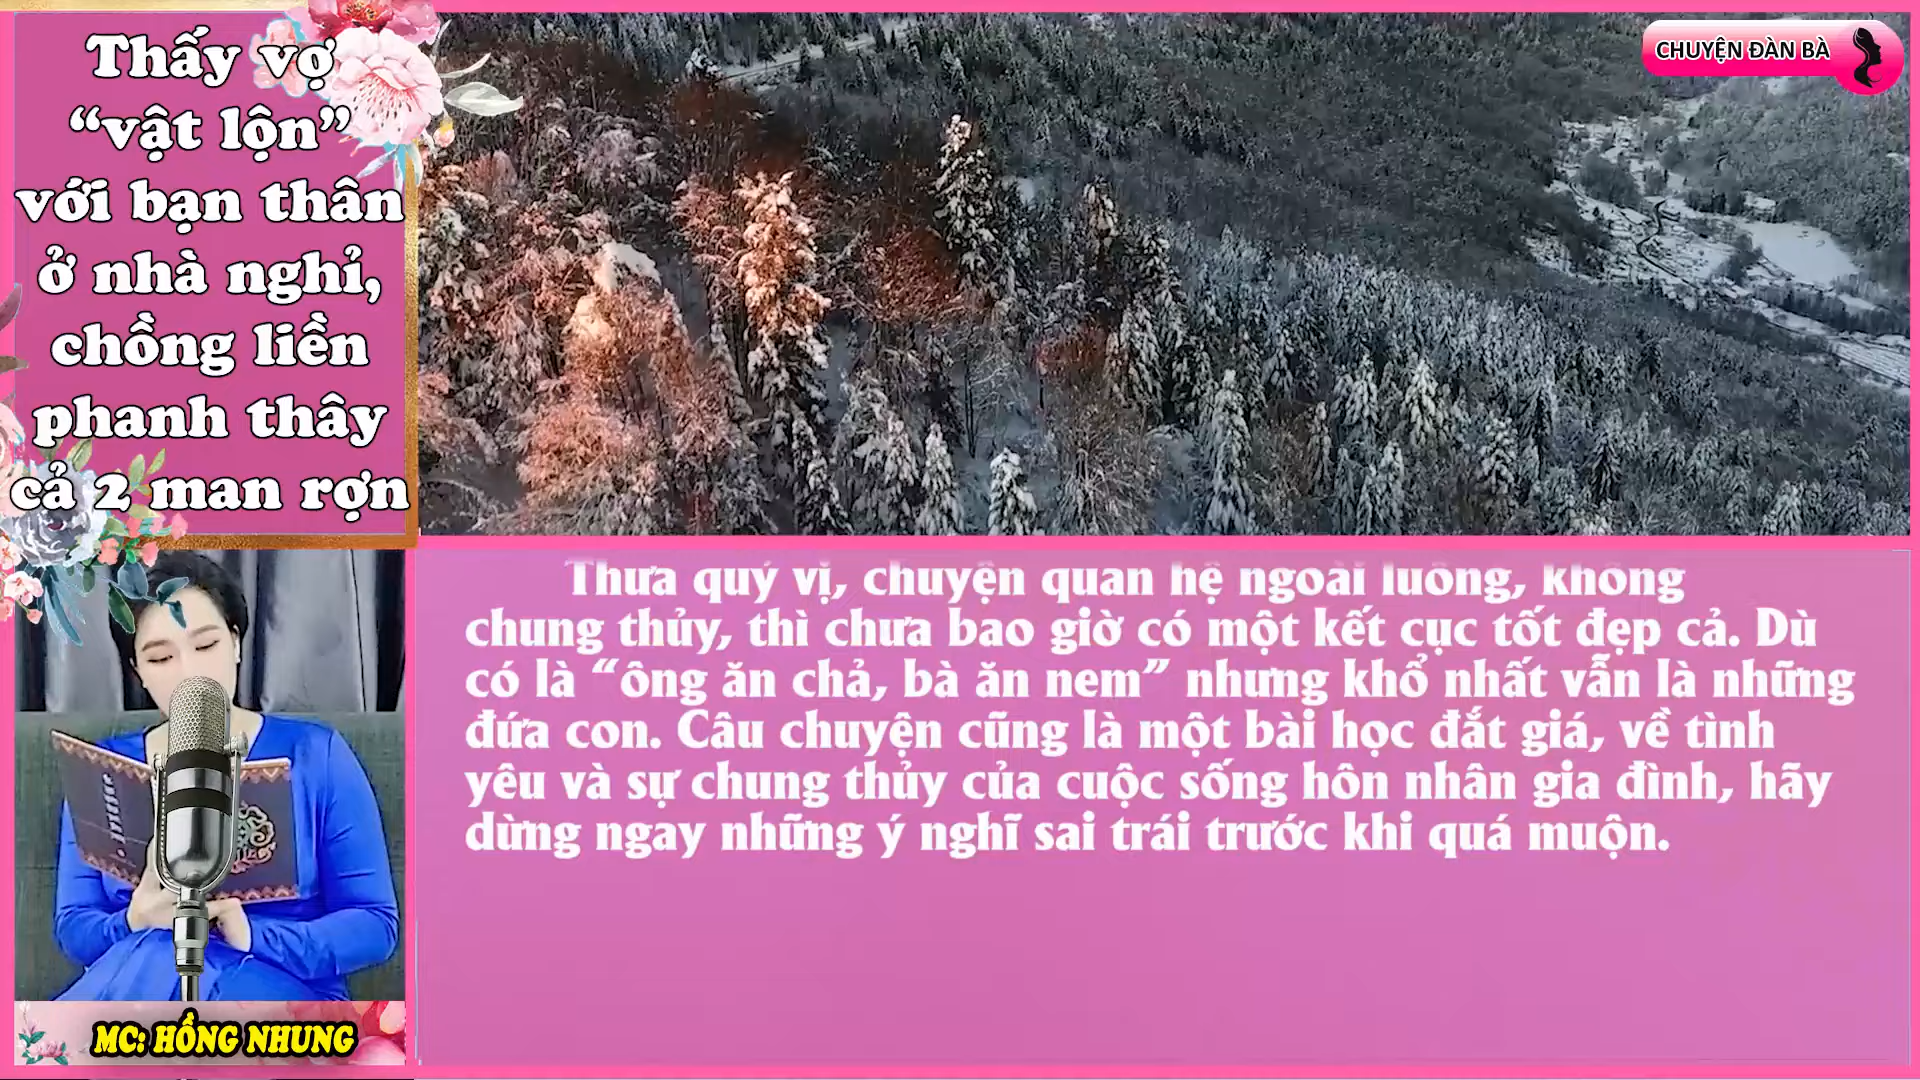 Thấy vợ
“vật lộn”
với bạn thân
ở nhà nghỉ,
chồng liền
phanh thây
cả 2 man rợn
CHUYỆN ĐÀN BÀ
Thưa quý vị, chuyện quan hệ ngoài luồng, không
chung thủy, thì chưa bao giờ có một kết cục tốt đẹp cả. Dù
có là “ông ăn chả, bà ăn nem” nhưng khổ nhất vẫn là những
đứa con. Câu chuyện cũng là một bài học đắt giá, về tình
yêu và sự chung thủy của cuộc sống hôn nhân gia đình, hãy
dừng ngay những ý nghĩ sai trái trước khi quá muộn.
MC: HỒNG NHUNG